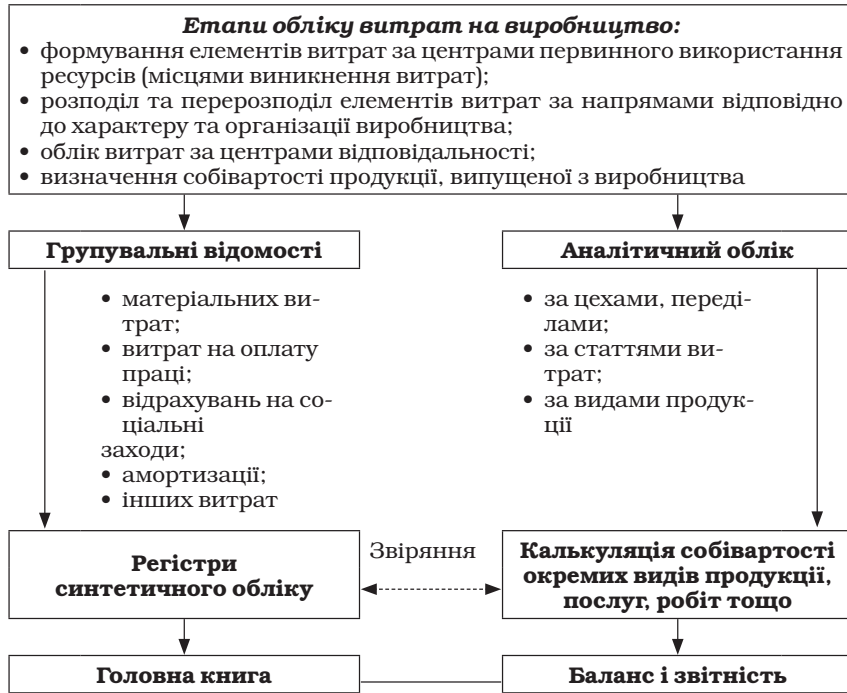 Етапи обліку витрат на виробництво:
• формування елементів витрат за центрами первинного використання
ресурсів (місцями виникнення витрат);
• розподіл та перерозподіл елементів витрат за напрямами відповідно
до характеру та організації виробництва;
• облік витрат за центрами відповідальності;
• визначення собівартості продукції, випущеної з виробництва
Групувальні відомості
• матеріальних ви-
трат;
• витрат на оплату
праці;
• відрахувань на со-
ціальні
заходи;
• амортизації;
• інших витрат
Аналітичний облік
• за цехами, переді-
лами;
• за статтями ви-
трат;
• за видами продук-
ції
Регістри
синтетичного обліку
Звіряння
Калькуляція собівартості
окремих видів продукції,
послуг, робіт тощо
Головна книга
Баланс і звітність